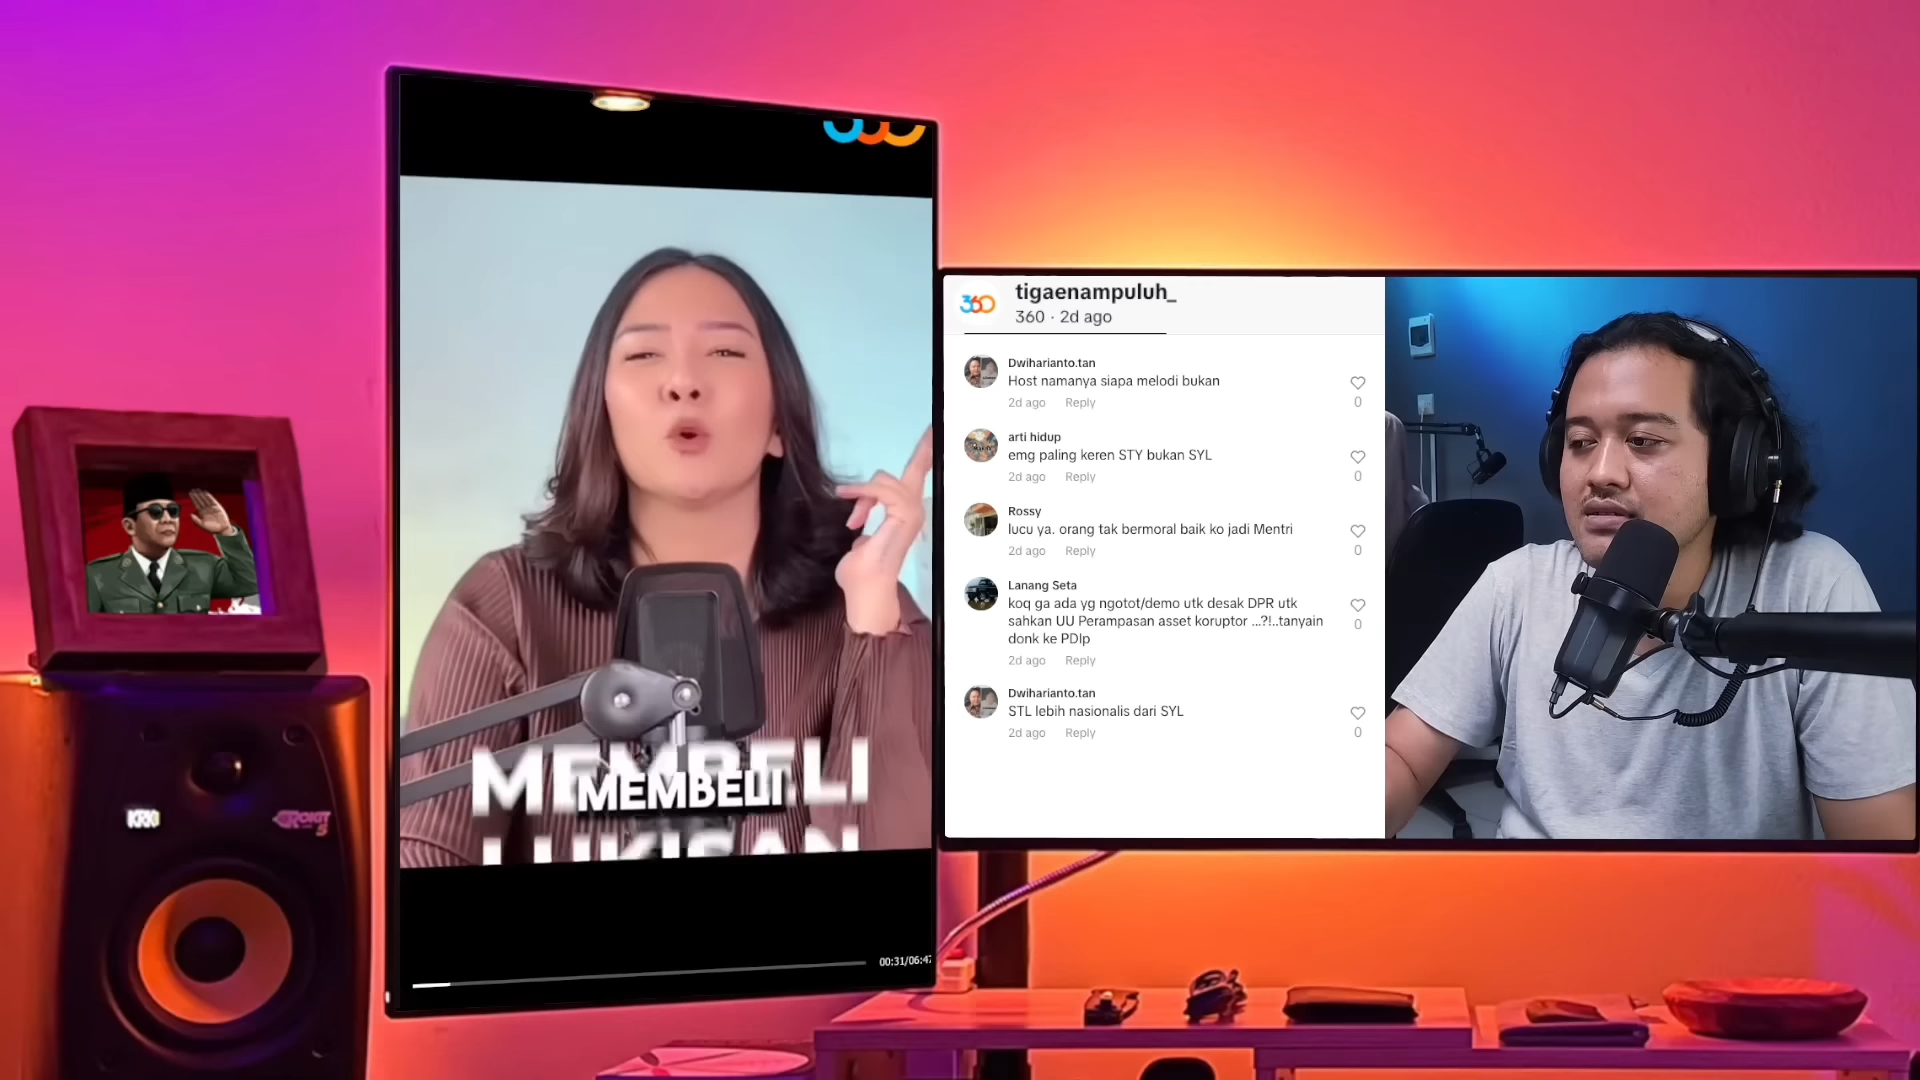 MEMBELI
MEMBELI
LUKISAN
00:31/06:47
360
tigaenampuluh_
360 · 2d ago
Dwiharianto.tan
Host namanya siapa melodi bukan
2d ago Reply
0
arti hidup
emg paling keren STY bukan SYL
2d ago Reply
0
Rossy
lucu ya. orang tak bermoral baik ko jadi Mentri
2d ago Reply
0
Lanang Seta
koq ga ada yg ngotot/demo utk desak DPR utk
sahkan UU Perampasan asset koruptor ...?!..tanyain
donk ke PDIp
2d ago Reply
0
Dwiharianto.tan
STL lebih nasionalis dari SYL
2d ago Reply
0
KRK
ROKIT 5